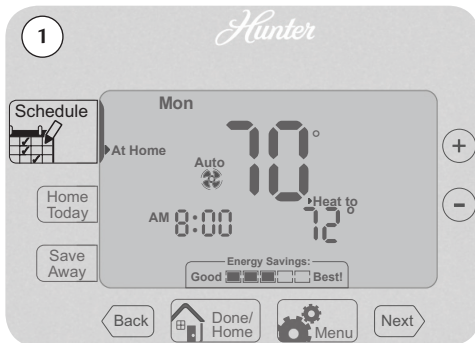 1
Hunter
Schedule
Mon
At Home
Auto
70°
+
Home
Today
AM 8:00
Heat to
72°
-
Save
Away
Energy Savings:
Good Best!
Back
Done/
Home
Menu
Next